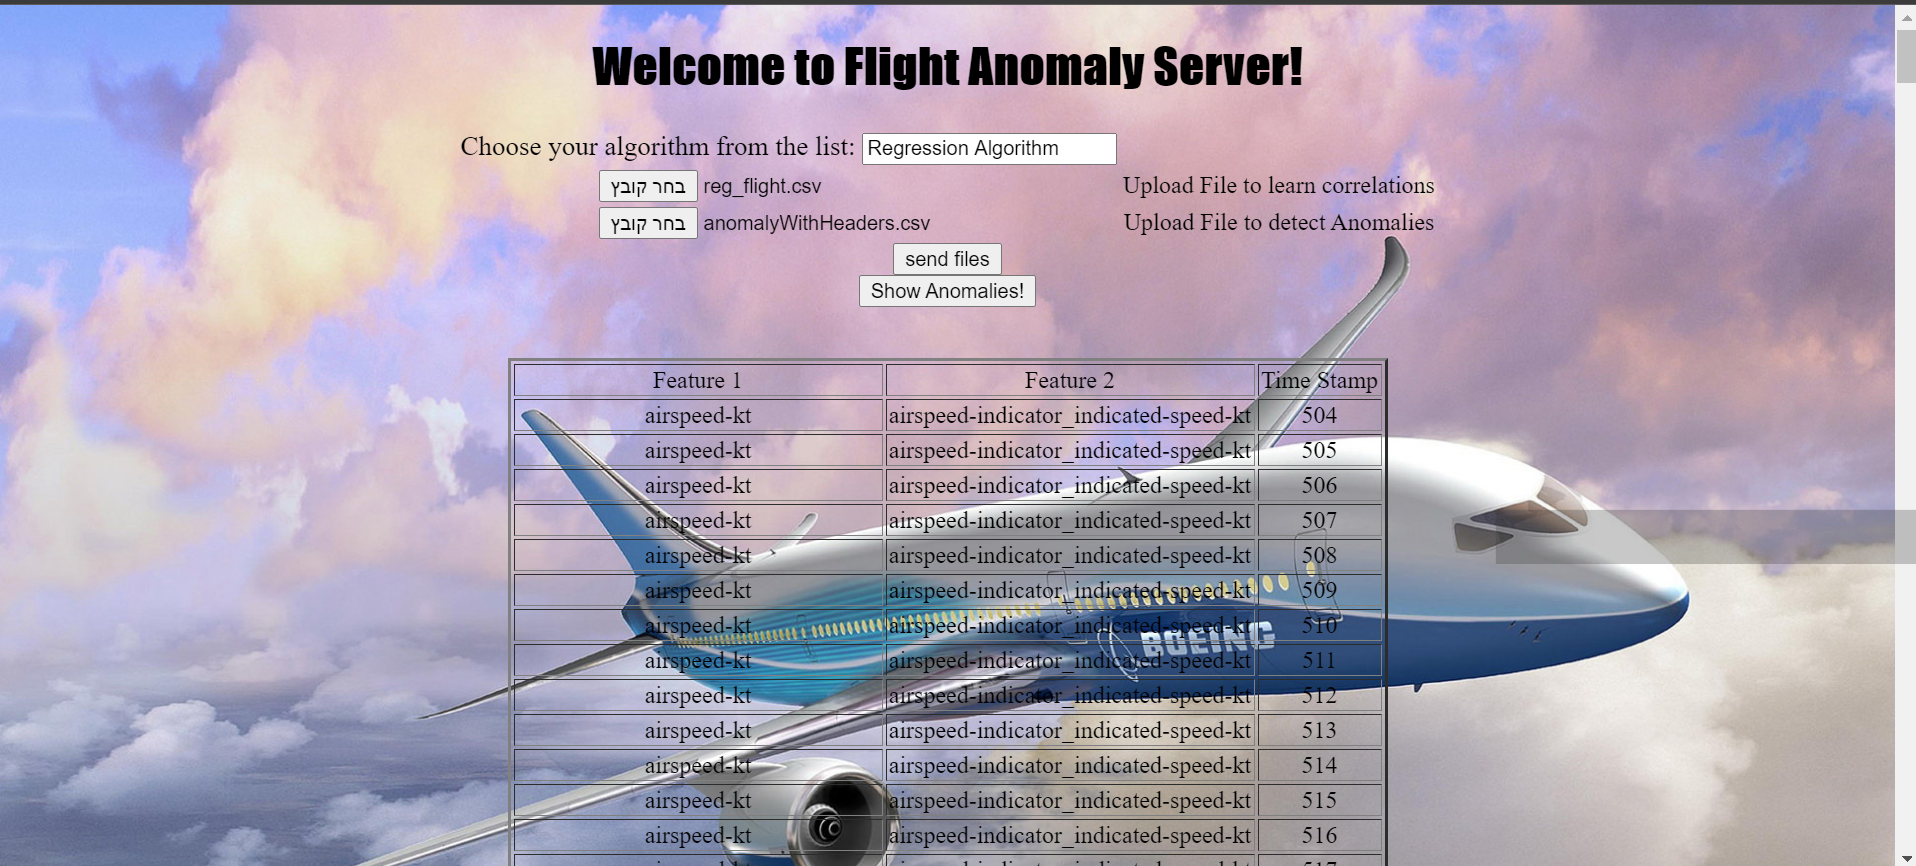 Welcome to Flight Anomaly Server!
Choose your algorithm from the list: Regression Algorithm
בחר קובץ reg_flight.csv Upload File to learn correlations
בחר קובץ anomalyWithHeaders.csv Upload File to detect Anomalies
send files
Show Anomalies!
Feature 1 Feature 2 Time Stamp
airspeed-kt airspeed-indicator_indicated-speed-kt 504
airspeed-kt airspeed-indicator_indicated-speed-kt 505
airspeed-kt airspeed-indicator_indicated-speed-kt 506
airspeed-kt airspeed-indicator_indicated-speed-kt 507
airspeed-kt airspeed-indicator_indicated-speed-kt 508
airspeed-kt airspeed-indicator_indicated-speed-kt 509
airspeed-kt airspeed-indicator_indicated-speed-kt 510
BOEING
airspeed-kt airspeed-indicator_indicated-speed-kt 511
airspeed-kt airspeed-indicator_indicated-speed-kt 512
airspeed-kt airspeed-indicator_indicated-speed-kt 513
airspeed-kt airspeed-indicator_indicated-speed-kt 514
airspeed-kt airspeed-indicator_indicated-speed-kt 515
airspeed-kt airspeed-indicator_indicated-speed-kt 516